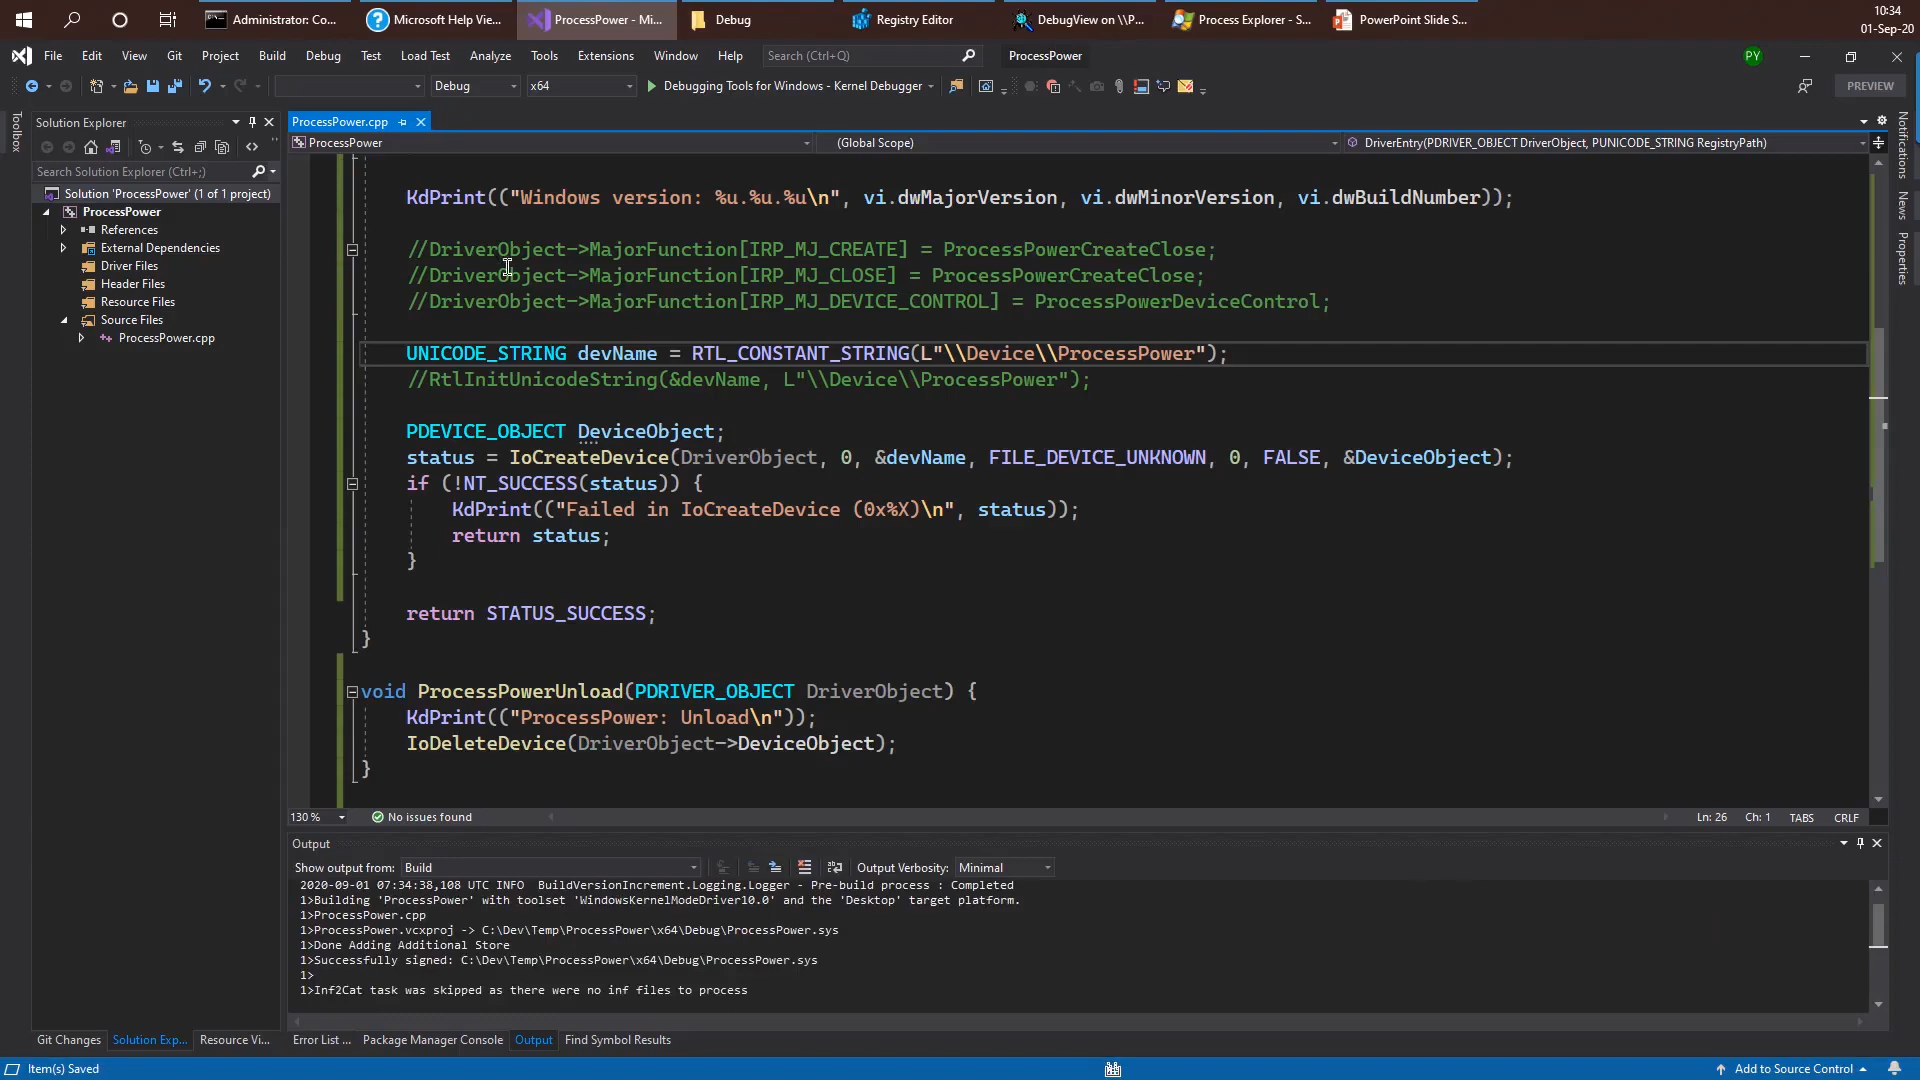 Administrator: Co...
Microsoft Help Vie...
ProcessPower - Mi...
Debug
Registry Editor
DebugView on \\P...
Process Explorer - S...
PowerPoint Slide S...
10:34
01-Sep-20
File Edit View Git Project Build Debug Test Load Test Analyze Tools Extensions Window Help
Search (Ctrl+Q)
ProcessPower
PY
Debug
x64
Debugging Tools for Windows - Kernel Debugger
PREVIEW
Toolbox
Solution Explorer
Search Solution Explorer (Ctrl+;)
Solution 'ProcessPower' (1 of 1 project)
ProcessPower
References
External Dependencies
Driver Files
Header Files
Resource Files
Source Files
ProcessPower.cpp
Git Changes
Solution Exp...
Resource Vi...
ProcessPower.cpp
ProcessPower
(Global Scope)
DriverEntry(PDRIVER_OBJECT DriverObject, PUNICODE_STRING RegistryPath)
KdPrint(("Windows version: %u.%u.%u\n", vi.dwMajorVersion, vi.dwMinorVersion, vi.dwBuildNumber));
//DriverObject->MajorFunction[IRP_MJ_CREATE] = ProcessPowerCreateClose;
//DriverObject->MajorFunction[IRP_MJ_CLOSE] = ProcessPowerCreateClose;
//DriverObject->MajorFunction[IRP_MJ_DEVICE_CONTROL] = ProcessPowerDeviceControl;
UNICODE_STRING devName = RTL_CONSTANT_STRING(L"\\Device\\ProcessPower");
//RtlInitUnicodeString(&devName, L"\\Device\\ProcessPower");
PDEVICE_OBJECT DeviceObject;
status = IoCreateDevice(DriverObject, 0, &devName, FILE_DEVICE_UNKNOWN, 0, FALSE, &DeviceObject);
if (!NT_SUCCESS(status)) {
KdPrint(("Failed in IoCreateDevice (0x%X)\n", status));
return status;
}
return STATUS_SUCCESS;
}
void ProcessPowerUnload(PDRIVER_OBJECT DriverObject) {
KdPrint(("ProcessPower: Unload\n"));
IoDeleteDevice(DriverObject->DeviceObject);
}
130 %
No issues found
Ln: 26
Ch: 1
TABS
CRLF
Output
Show output from:
Build
Output Verbosity:
Minimal
2020-09-01 07:34:38,108 UTC INFO  BuildVersionIncrement.Logging.Logger - Pre-build process : Completed
1>Building 'ProcessPower' with toolset 'WindowsKernelModeDriver10.0' and the 'Desktop' target platform.
1>ProcessPower.cpp
1>ProcessPower.vcxproj -> C:\Dev\Temp\ProcessPower\x64\Debug\ProcessPower.sys
1>Done Adding Additional Store
1>Successfully signed: C:\Dev\Temp\ProcessPower\x64\Debug\ProcessPower.sys
1>
1>Inf2Cat task was skipped as there were no inf files to process
Error List ...
Package Manager Console
Output
Find Symbol Results
Notifications
News
Properties
Item(s) Saved
Add to Source Control